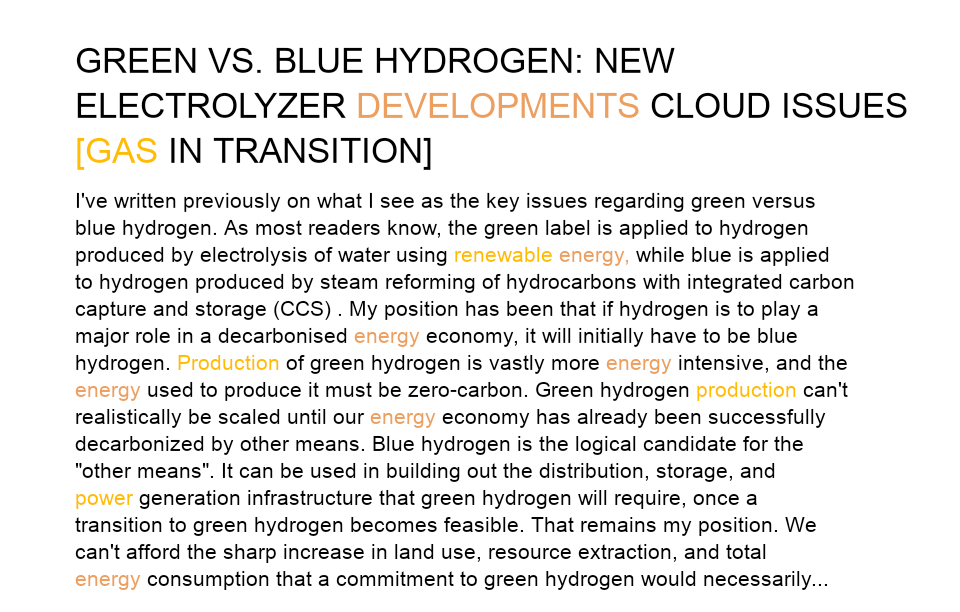 GREEN VS. BLUE HYDROGEN: NEW
ELECTROLYZER DEVELOPMENTS CLOUD ISSUES
[GAS IN TRANSITION]
I've written previously on what I see as the key issues regarding green versus
blue hydrogen. As most readers know, the green label is applied to hydrogen
produced by electrolysis of water using renewable energy, while blue is applied
to hydrogen produced by steam reforming of hydrocarbons with integrated carbon
capture and storage (CCS) . My position has been that if hydrogen is to play a
major role in a decarbonised energy economy, it will initially have to be blue
hydrogen. Production of green hydrogen is vastly more energy intensive, and the
energy used to produce it must be zero-carbon. Green hydrogen production can't
realistically be scaled until our energy economy has already been successfully
decarbonized by other means. Blue hydrogen is the logical candidate for the
"other means". It can be used in building out the distribution, storage, and
power generation infrastructure that green hydrogen will require, once a
transition to green hydrogen becomes feasible. That remains my position. We
can't afford the sharp increase in land use, resource extraction, and total
energy consumption that a commitment to green hydrogen would necessarily...